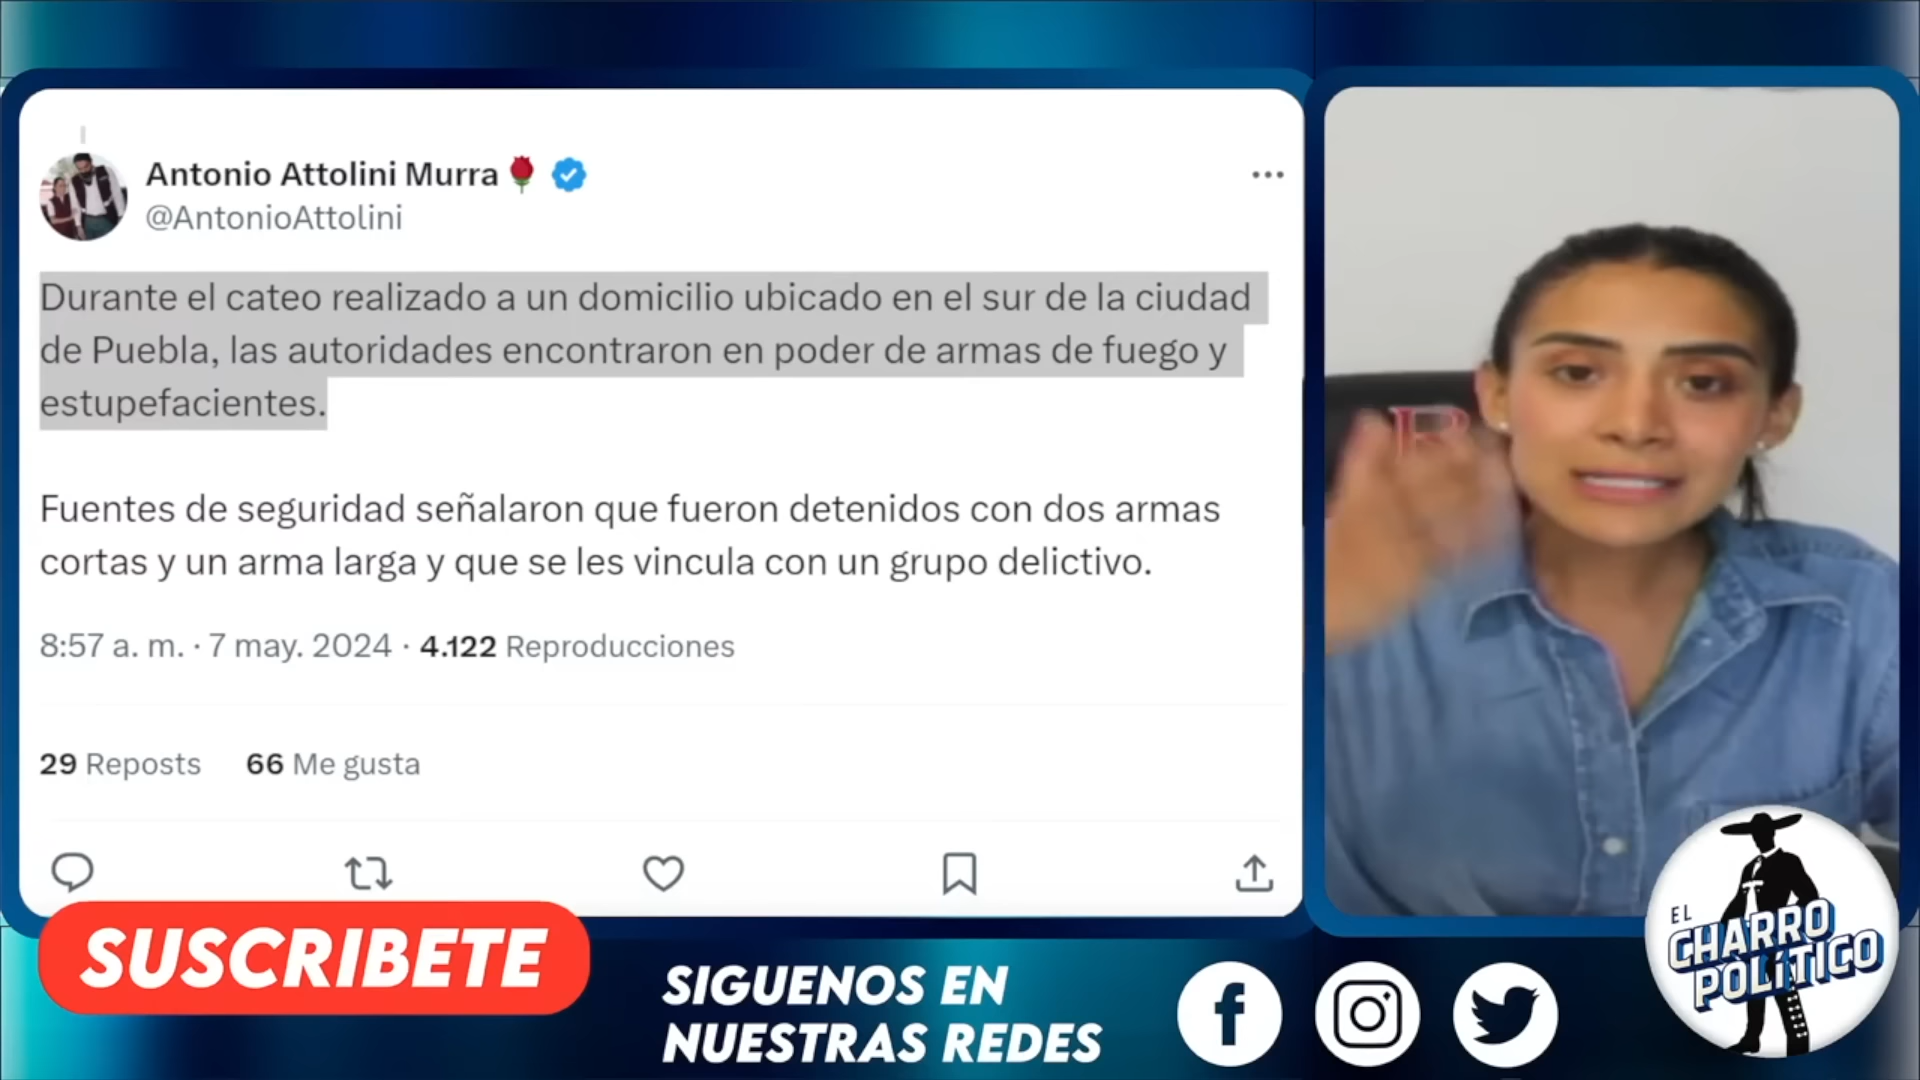 Antonio Attolini Murra
@AntonioAttolini
Durante el cateo realizado a un domicilio ubicado en el sur de la ciudad
de Puebla, las autoridades encontraron en poder de armas de fuego y
estupefacientes.
Fuentes de seguridad señalaron que fueron detenidos con dos armas
cortas y un arma larga y que se les vincula con un grupo delictivo.
8:57 a. m. · 7 may. 2024 · 4.122 Reproducciones
29 Reposts 66 Me gusta
SUSCRIBETE
SIGUENOS EN
NUESTRAS REDES
EL
CHARRO
POLÍTICO